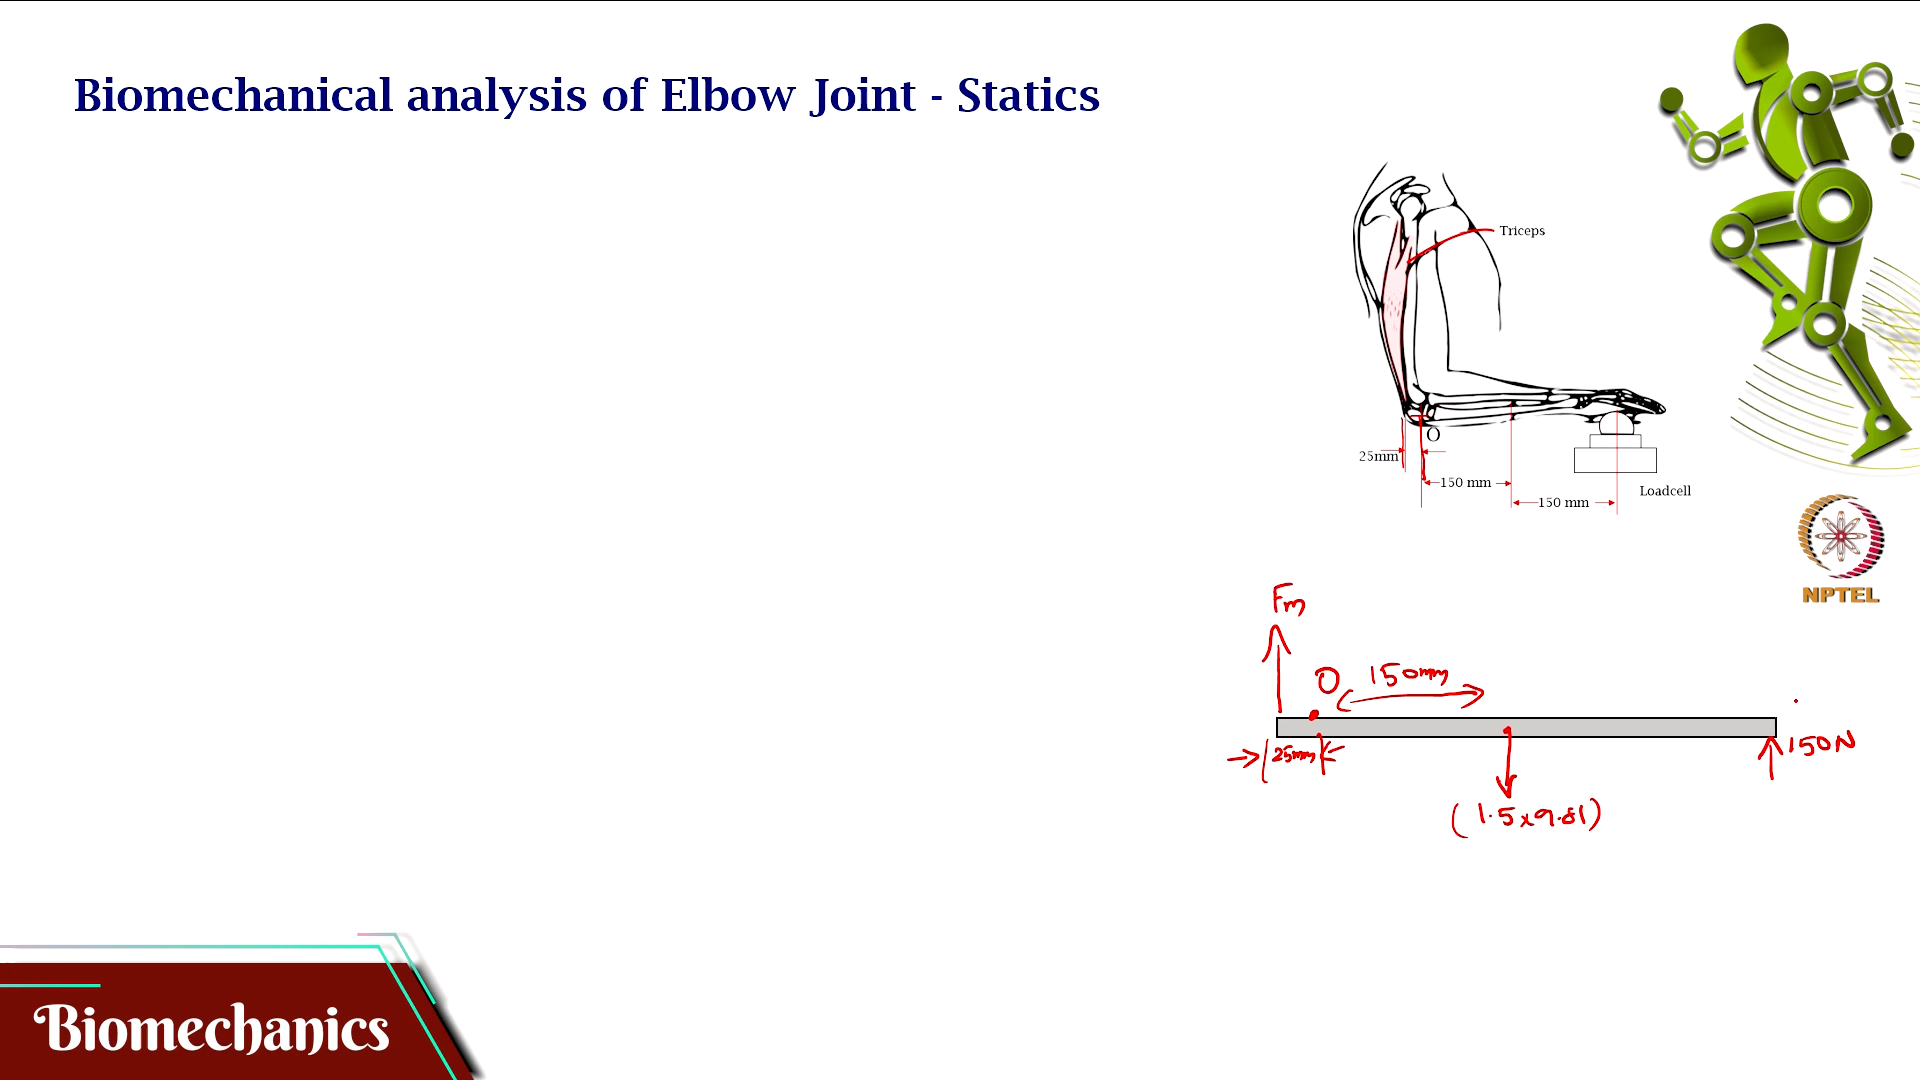 Biomechanical analysis of Elbow Joint - Statics
Triceps
O
25mm
150 mm
150 mm
Loadcell
NPTEL
Fm
O
150mm
25mm
150N
(1.5x9.81)
Biomechanics